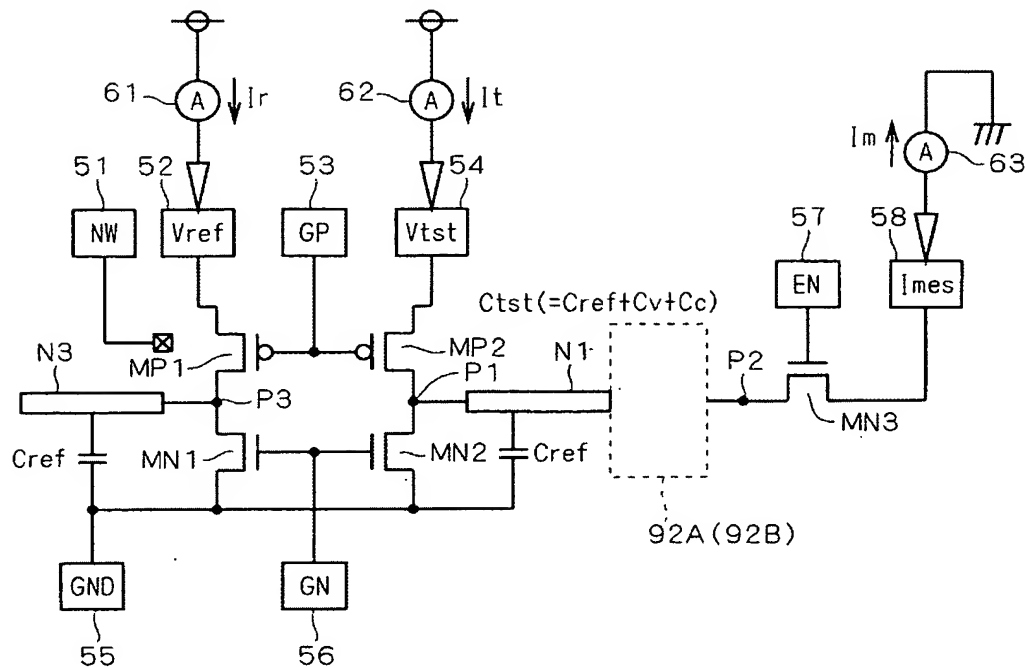 61
A
Ir
62
A
It
Im
A
63
51
52
53
54
57
58
NW
Vref
GP
Vtst
EN
Imes
Ctst(=Cref+Cv+Cc)
N3
MP1
MP2
N1
P2
P3
P1
MN3
Cref
MN1
MN2
Cref
92A(92B)
GND
GN
55
56